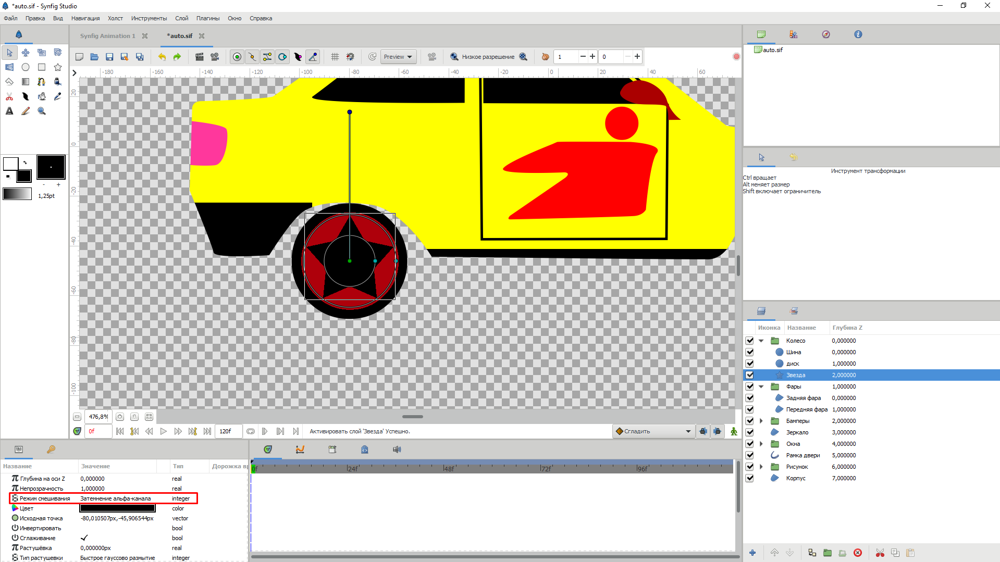 *auto.sif - Synfig Studio
Файл Правка Вид Навигация Холст Инструменты Слой Плагины Окно Справка
Synfig Animation 1 *auto.sif
Preview Низкое разрешение 1 0
-180 -160 -140 -120 -100 -80 -60 -40 -20 0 20 40 60
20
0
-20
-40
-60
-80
-100
- +
1,25pt
476,8%
0f 120f Активировать слой 'Звезда' Успешно. Сгладить
auto.sif
Инструмент трансформации
Ctrl вращает
Alt меняет размер
Shift включает ограничитель
Иконка Название Глубина Z
Колесо 0,000000
Шина 0,000000
диск 1,000000
Звезда 2,000000
Фары 1,000000
Задняя фара 0,000000
Передняя фара 1,000000
Бамперы 2,000000
Зеркало 3,000000
Окна 4,000000
Рамка двери 5,000000
Рисунок 6,000000
Корпус 7,000000
Название Значение Тип Дорожка в
Глубина на оси Z 0,000000 real
Непрозрачность 1,000000 real
Режим смешивания Затемнение альфа-канала integer
Цвет color
Исходная точка -80,010507px,-45,906544px vector
Инвертировать bool
Сглаживание bool
Растушёвка 0,000000px real
Тип растушевки Быстрое гауссово размытие integer
0f 24f 48f 72f 96f